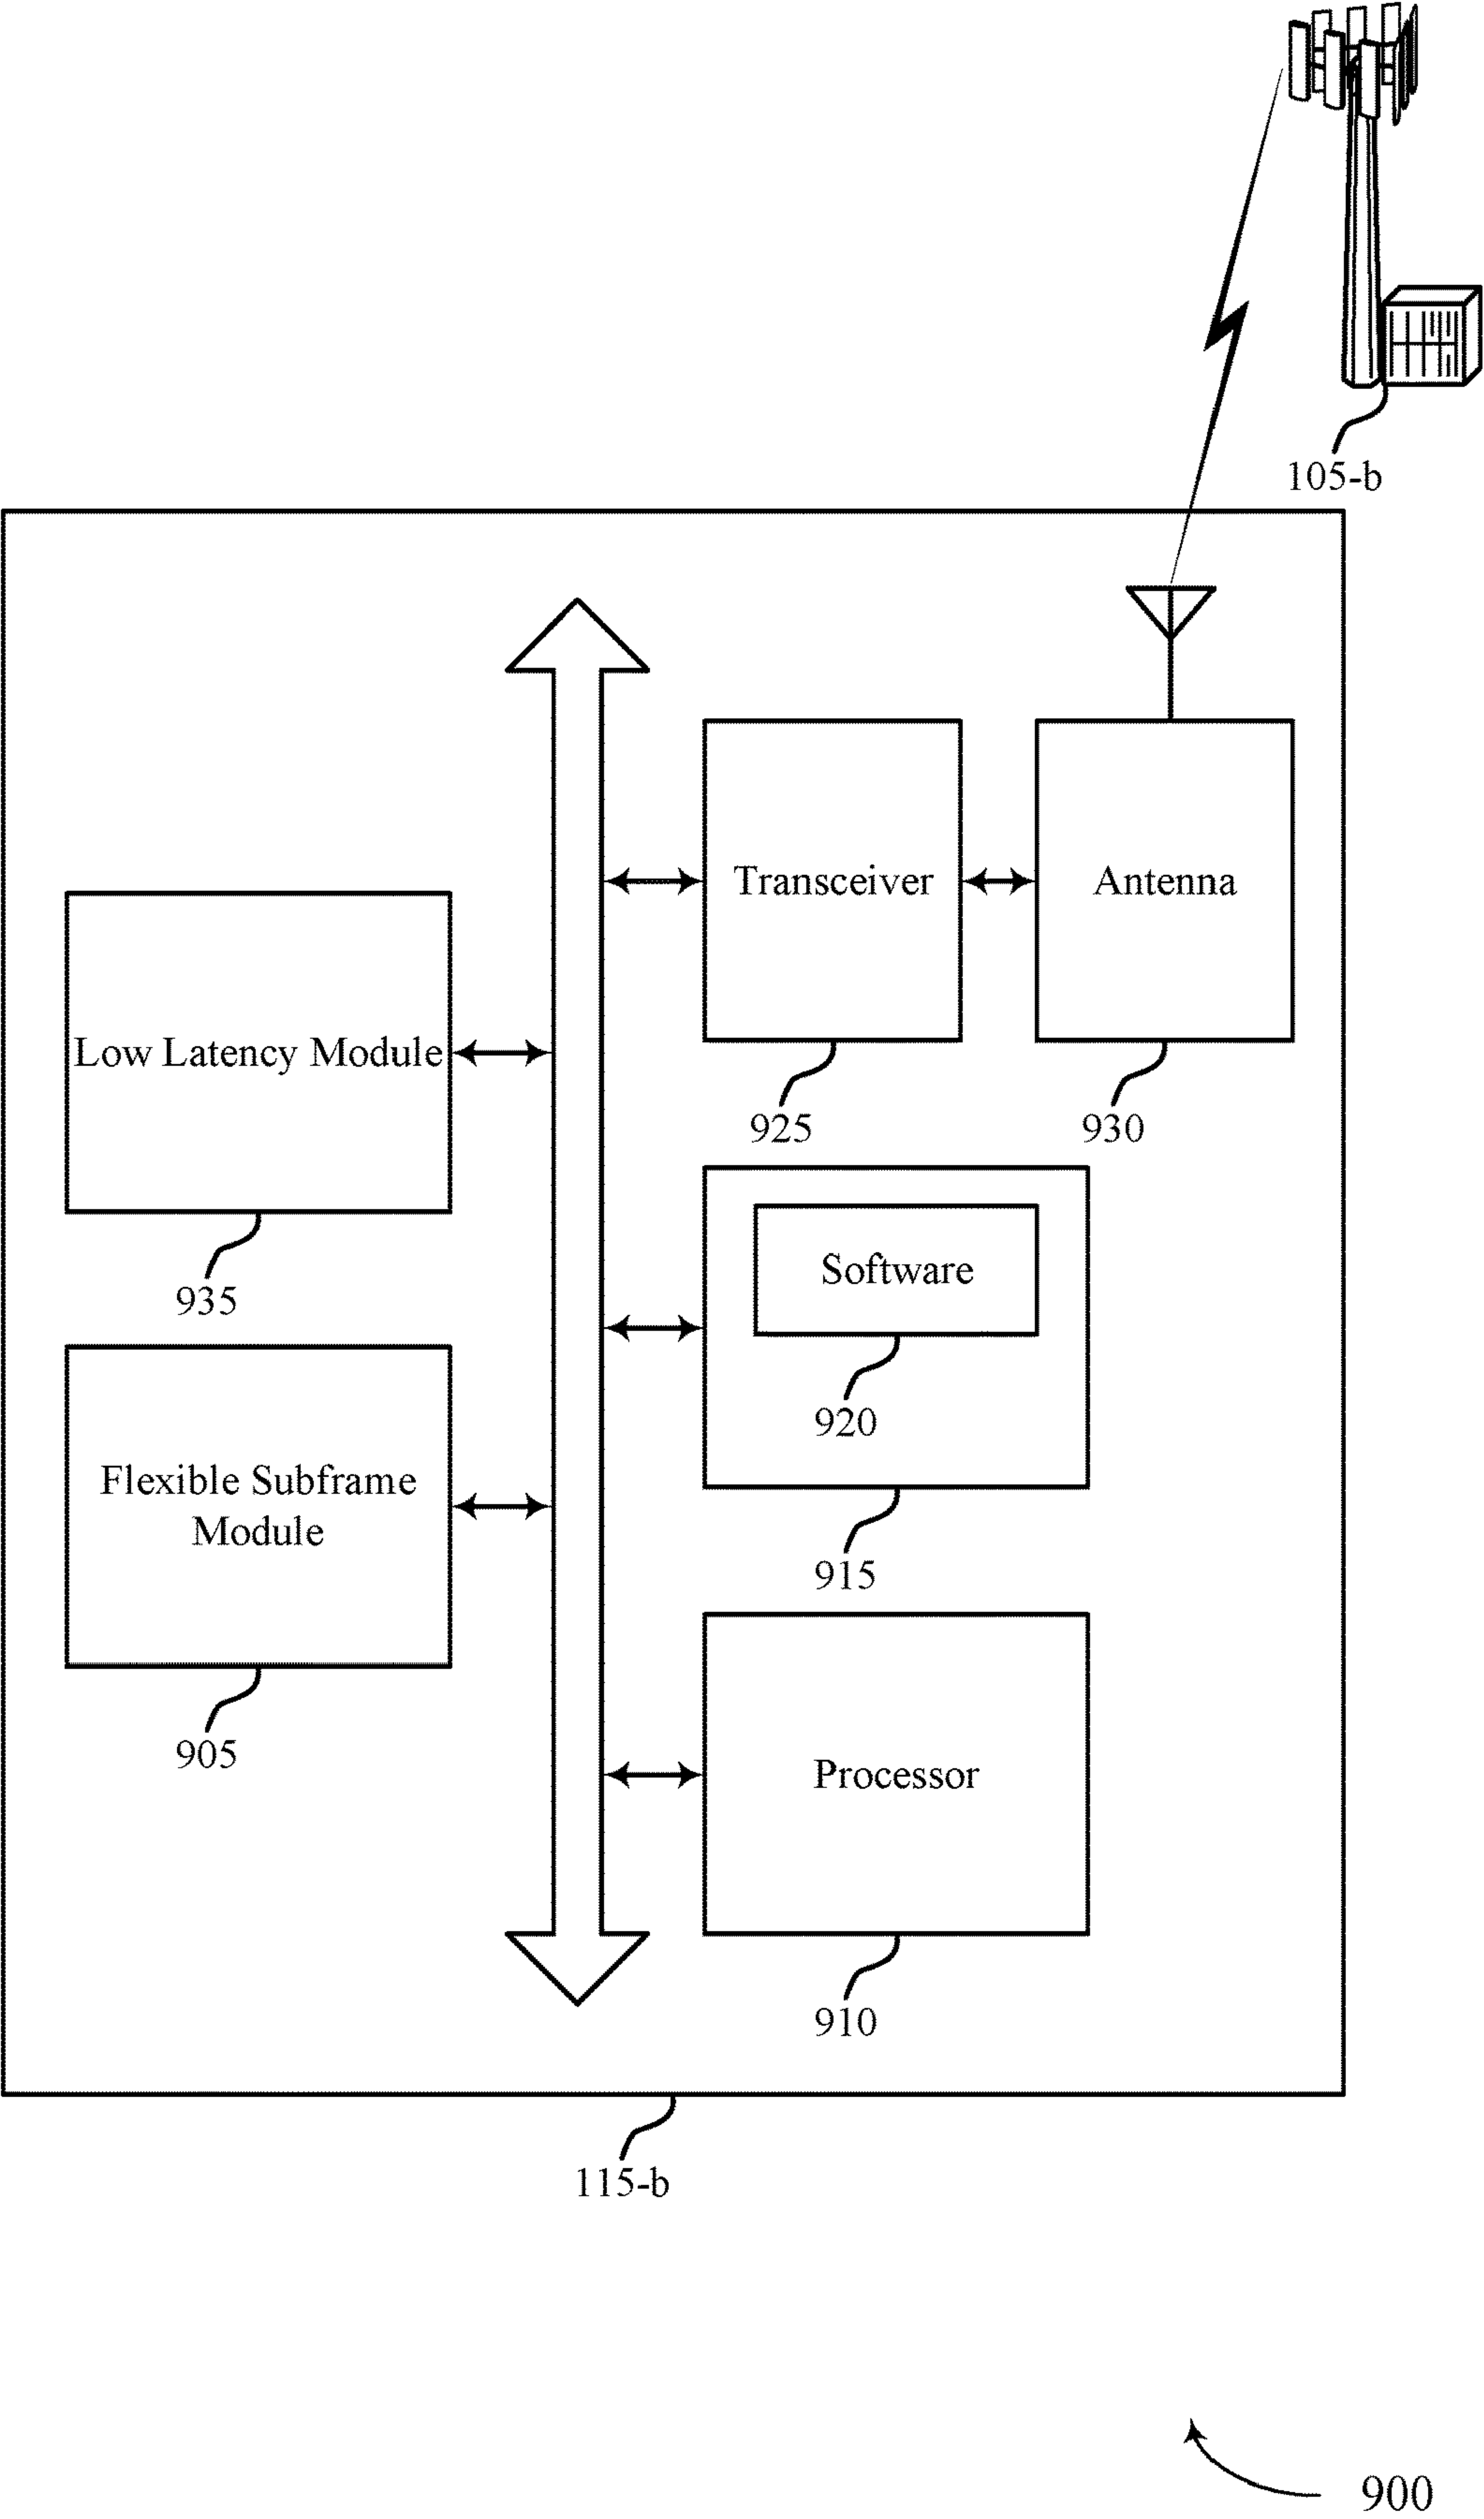 105-b
Transceiver
Antenna
Low Latency Module
925
930
Software
935
920
Flexible Subframe
Module
915
905
Processor
910
115-b
900